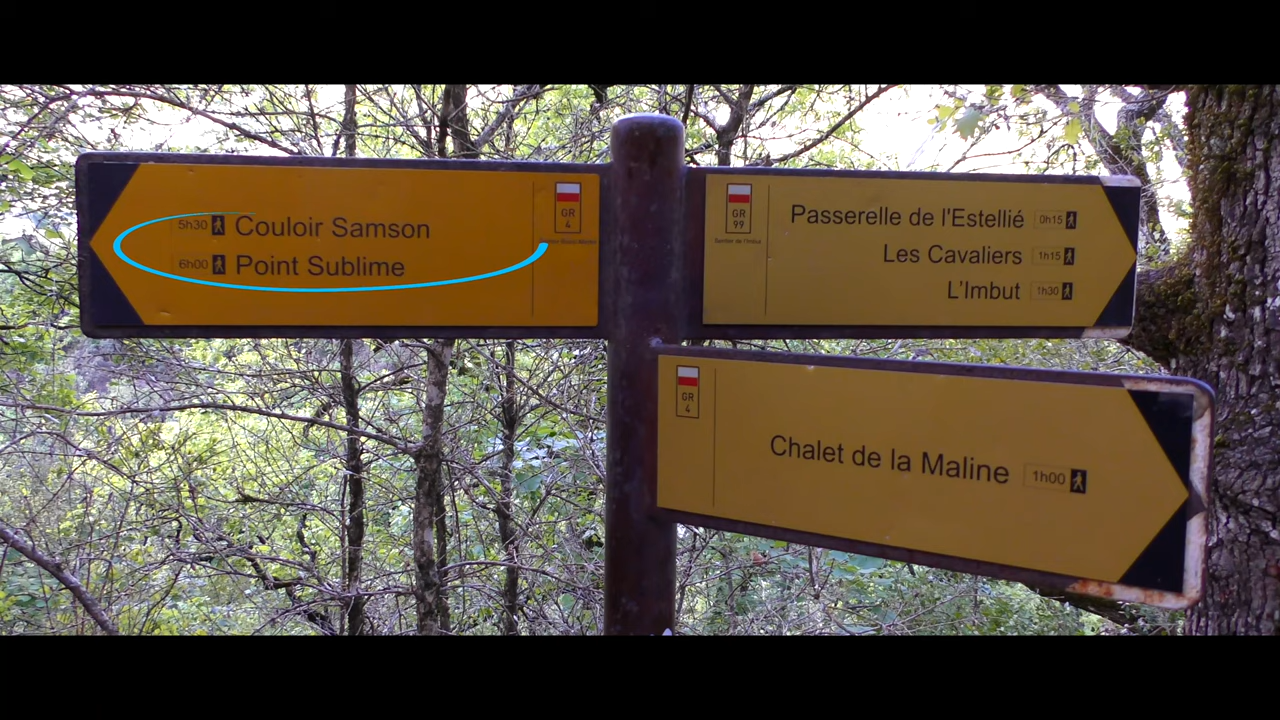 5h30 Couloir Samson
6h00 Point Sublime
GR
4
GR
99
Sentier de l'Imbut
Passerelle de l'Estellié 0h15
Les Cavaliers 1h15
L'Imbut 1h30
GR
4
Chalet de la Maline 1h00